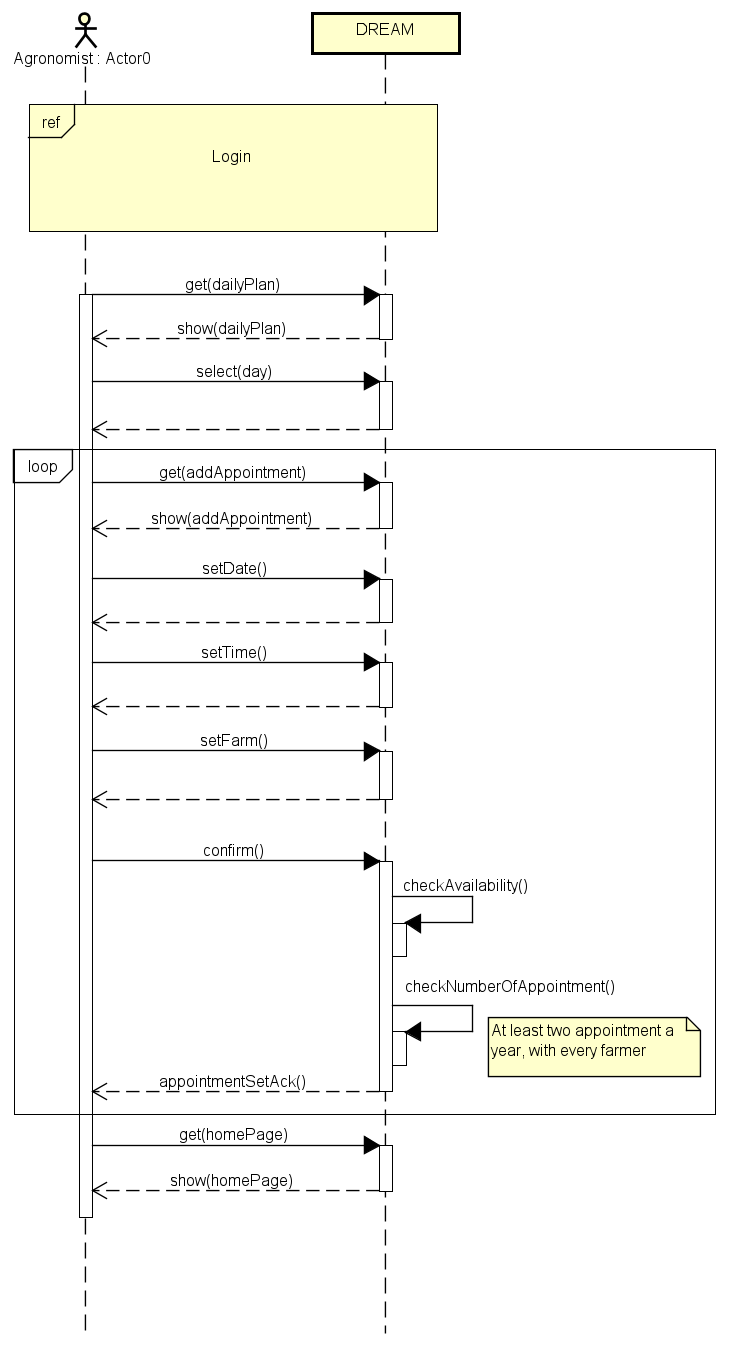 DREAM
Agronomist : Actor0
ref
Login
get(dailyPlan)
show(dailyPlan)
select(day)
loop
get(addAppointment)
show(addAppointment)
setDate()
setTime()
setFarm()
confirm()
checkAvailability()
checkNumberOfAppointment()
At least two appointment a
year, with every farmer
appointmentSetAck()
get(homePage)
show(homePage)